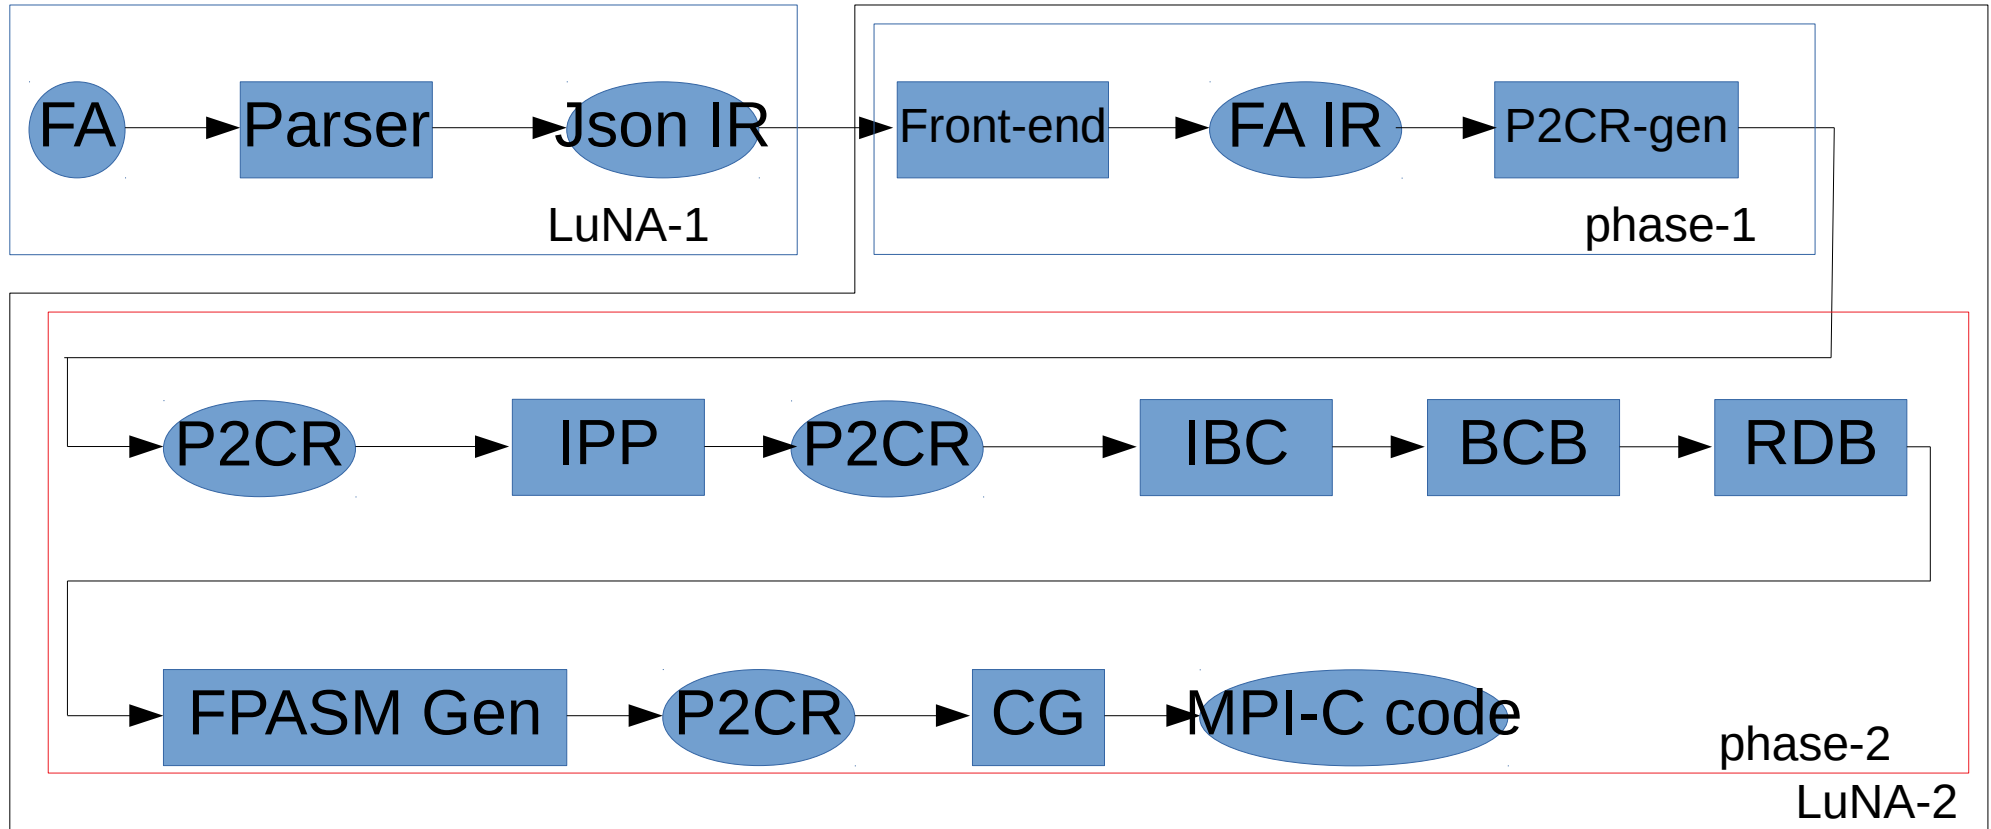 FA
Parser
Json IR
LuNA-1
Front-end
FA IR
P2CR-gen
phase-1
P2CR
IPP
P2CR
IBC
BCB
RDB
FPASM Gen
P2CR
CG
MPI-C code
phase-2
LuNA-2